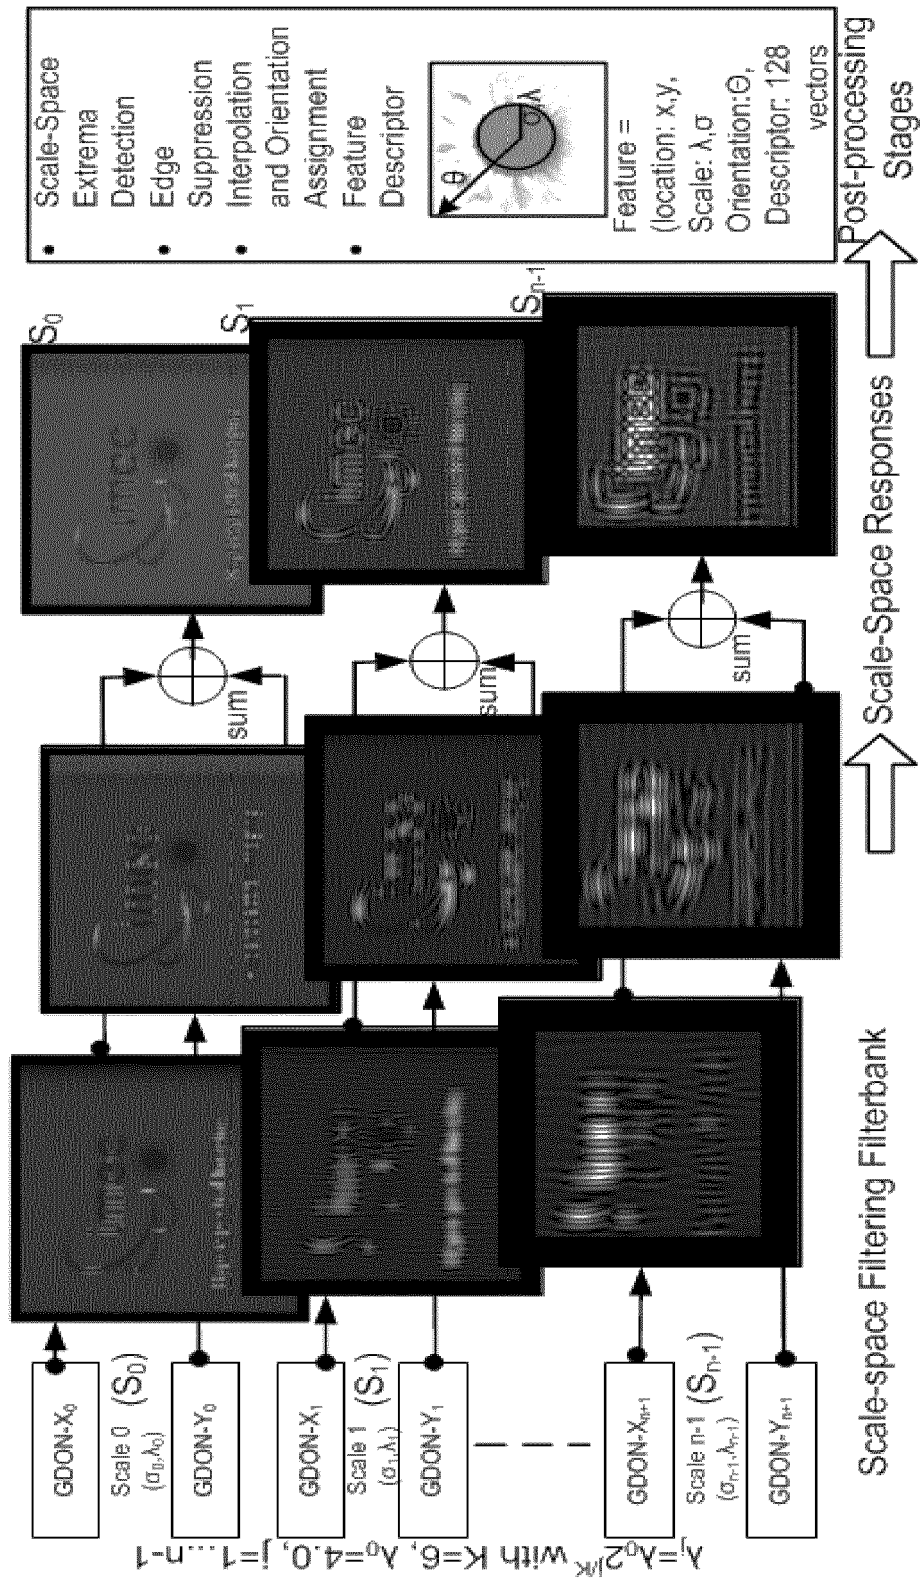 λj=λ02^j/K with K=6, λ0=4.0, j=1...n-1
GDON-X0
Scale 0 (S0)
(σ0,λ0)
GDON-Y0
GDON-X1
Scale 1 (S1)
(σ1,λ1)
GDON-Y1
GDON-Xn+1
Scale n-1 (Sn-1)
(σn-1,λn-1)
GDON-Yn+1
sum
sum
sum
S0
S1
Sn-1
imec
imec
imec
• Scale-Space
Extrema
Detection
• Edge
Suppression
• Interpolation
and Orientation
Assignment
• Feature
Descriptor
θ
λ
σ
Feature =
(location: x,y,
Scale: λ.σ
Orientation:Θ,
Descriptor: 128
vectors
Scale-space Filtering Filterbank
Scale-Space Responses
Post-processing
Stages